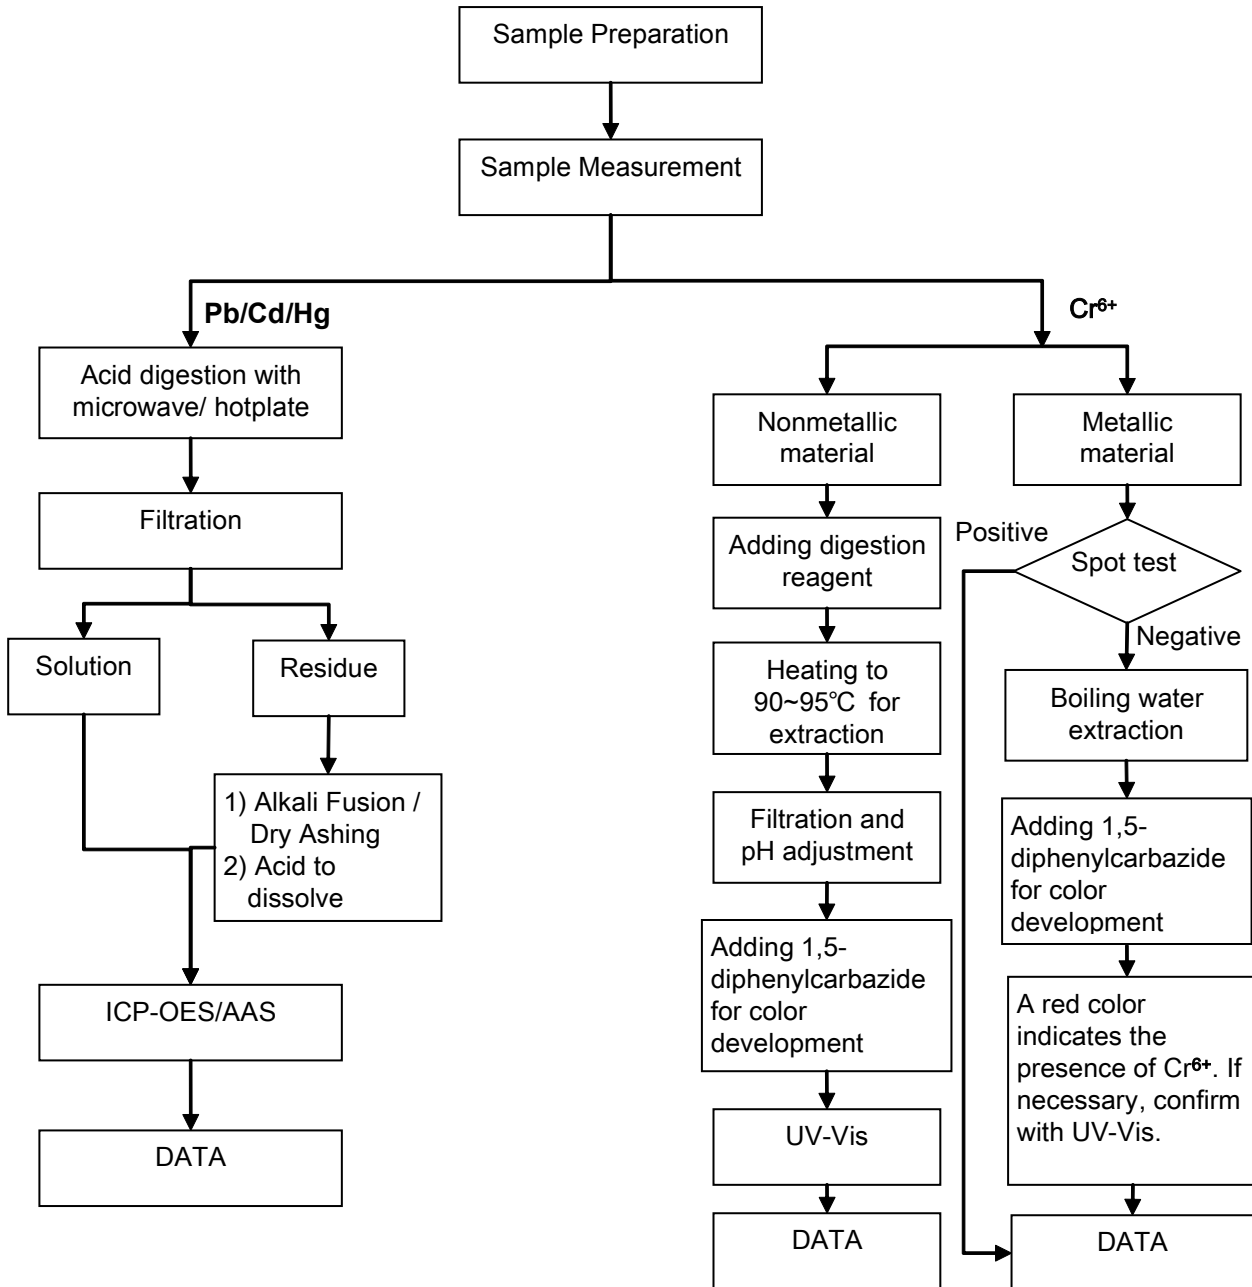 Sample Preparation
Sample Measurement
Pb/Cd/Hg
Acid digestion with
microwave/ hotplate
Filtration
Solution
Residue
1) Alkali Fusion /
Dry Ashing
2) Acid to
dissolve
ICP-OES/AAS
DATA
Cr⁶⁺
Nonmetallic
material
Adding digestion
reagent
Heating to
90~95℃ for
extraction
Filtration and
pH adjustment
Adding 1,5-
diphenylcarbazide
for color
development
UV-Vis
DATA
Metallic
material
Spot test
Positive
Negative
Boiling water
extraction
Adding 1,5-
diphenylcarbazide
for color
development
A red color
indicates the
presence of Cr⁶⁺. If
necessary, confirm
with UV-Vis.
DATA